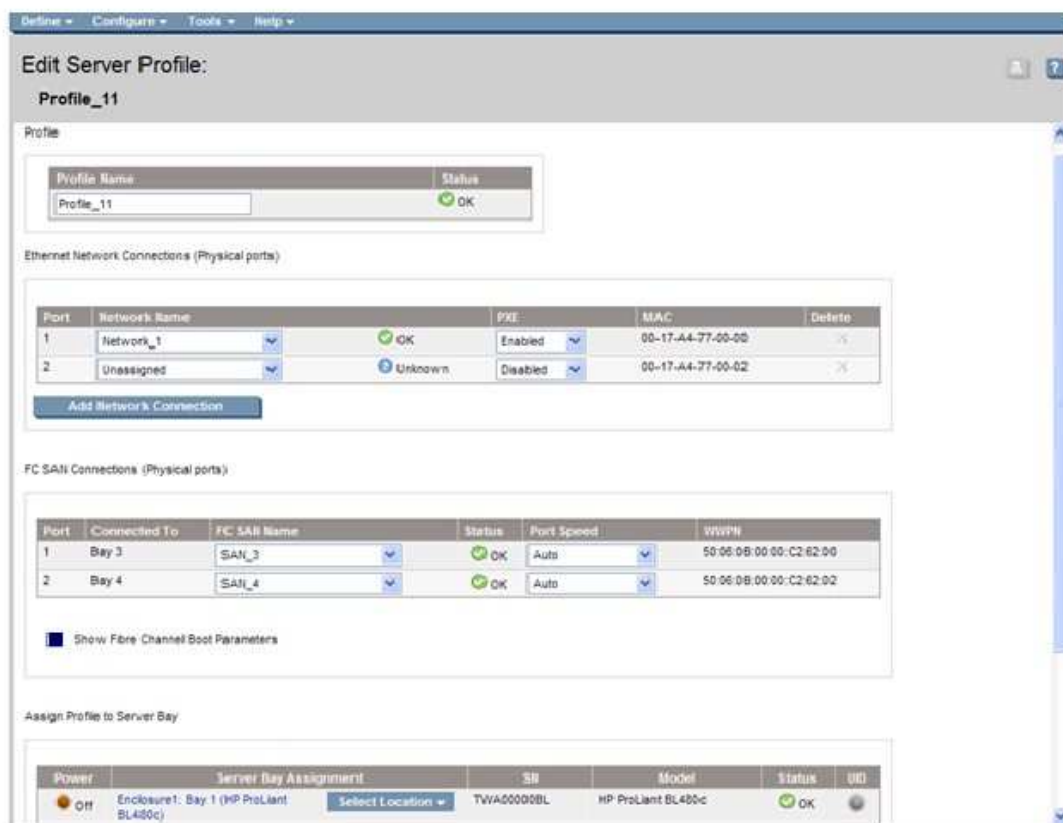 Define Configure Tools Help
Edit Server Profile:
Profile_11
Profile
Profile Name Status
Profile_11 OK
Ethernet Network Connections (Physical ports)
Port Network Name PXE MAC Delete
1 Network_1 OK Enabled 00-17-A4-77-00-00
2 Unassigned Unknown Disabled 00-17-A4-77-00-02
Add Network Connection
FC SAN Connections (Physical ports)
Port Connected To FC SAN Name Status Port Speed WWPN
1 Bay 3 SAN_3 OK Auto 50:06:0B:00:00:C2:62:00
2 Bay 4 SAN_4 OK Auto 50:06:0B:00:00:C2:62:02
Show Fibre Channel Boot Parameters
Assign Profile to Server Bay
Power Server Bay Assignment SN Model Status UID
Off Enclosure1: Bay 1 (HP ProLiant BL480c) Select Location TWA00000BL HP ProLiant BL480c OK